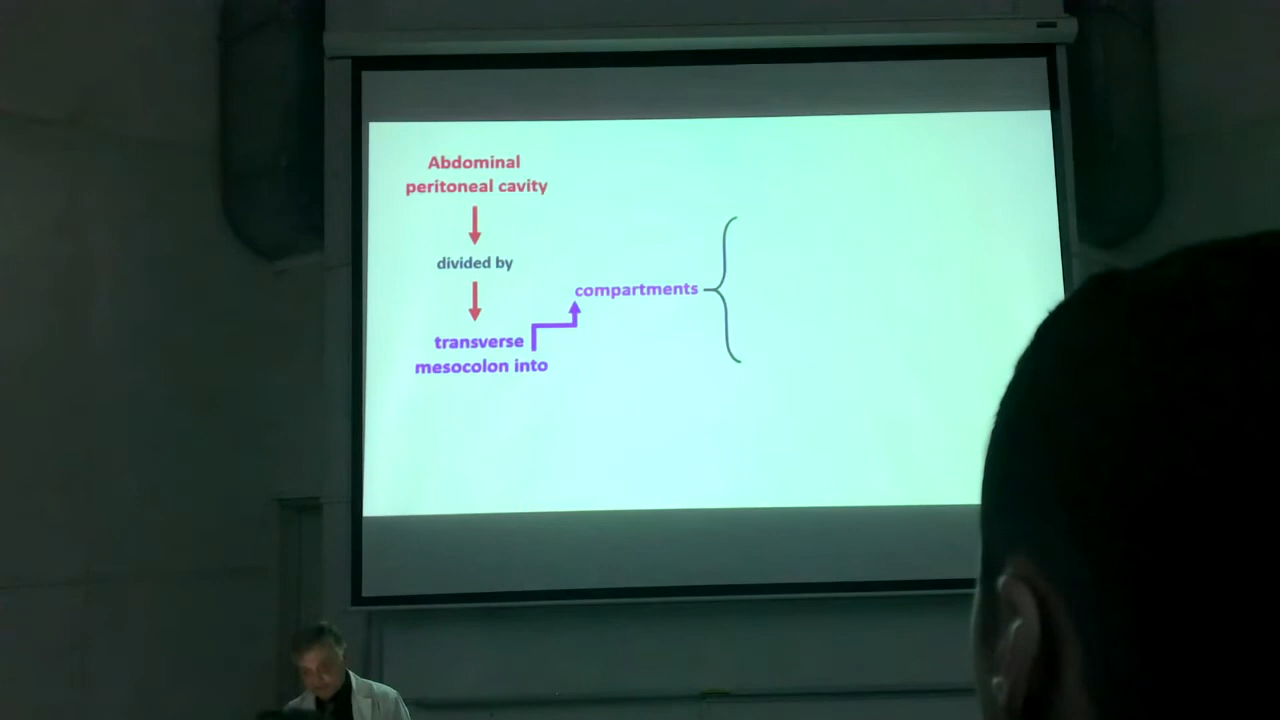 Abdominal
peritoneal cavity
divided by
transverse
mesocolon into
compartments